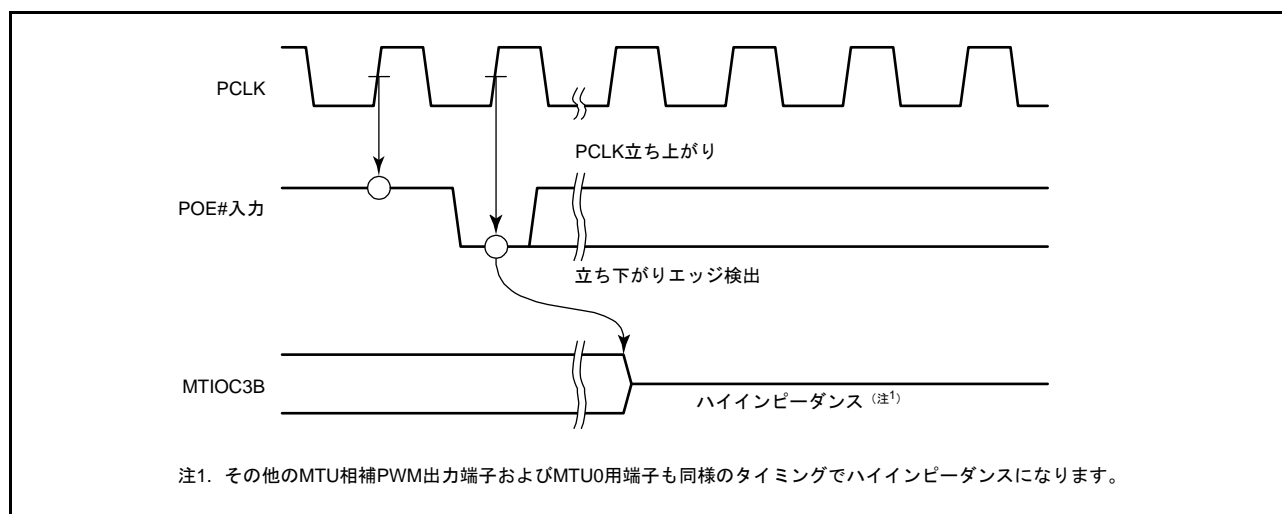 PCLK
PCLK立ち上がり
POE#入力
立ち下がりエッジ検出
MTIOC3B
ハイインピーダンス（注1）
注1. その他のMTU相補PWM出力端子およびMTU0用端子も同様のタイミングでハイインピーダンスになります。